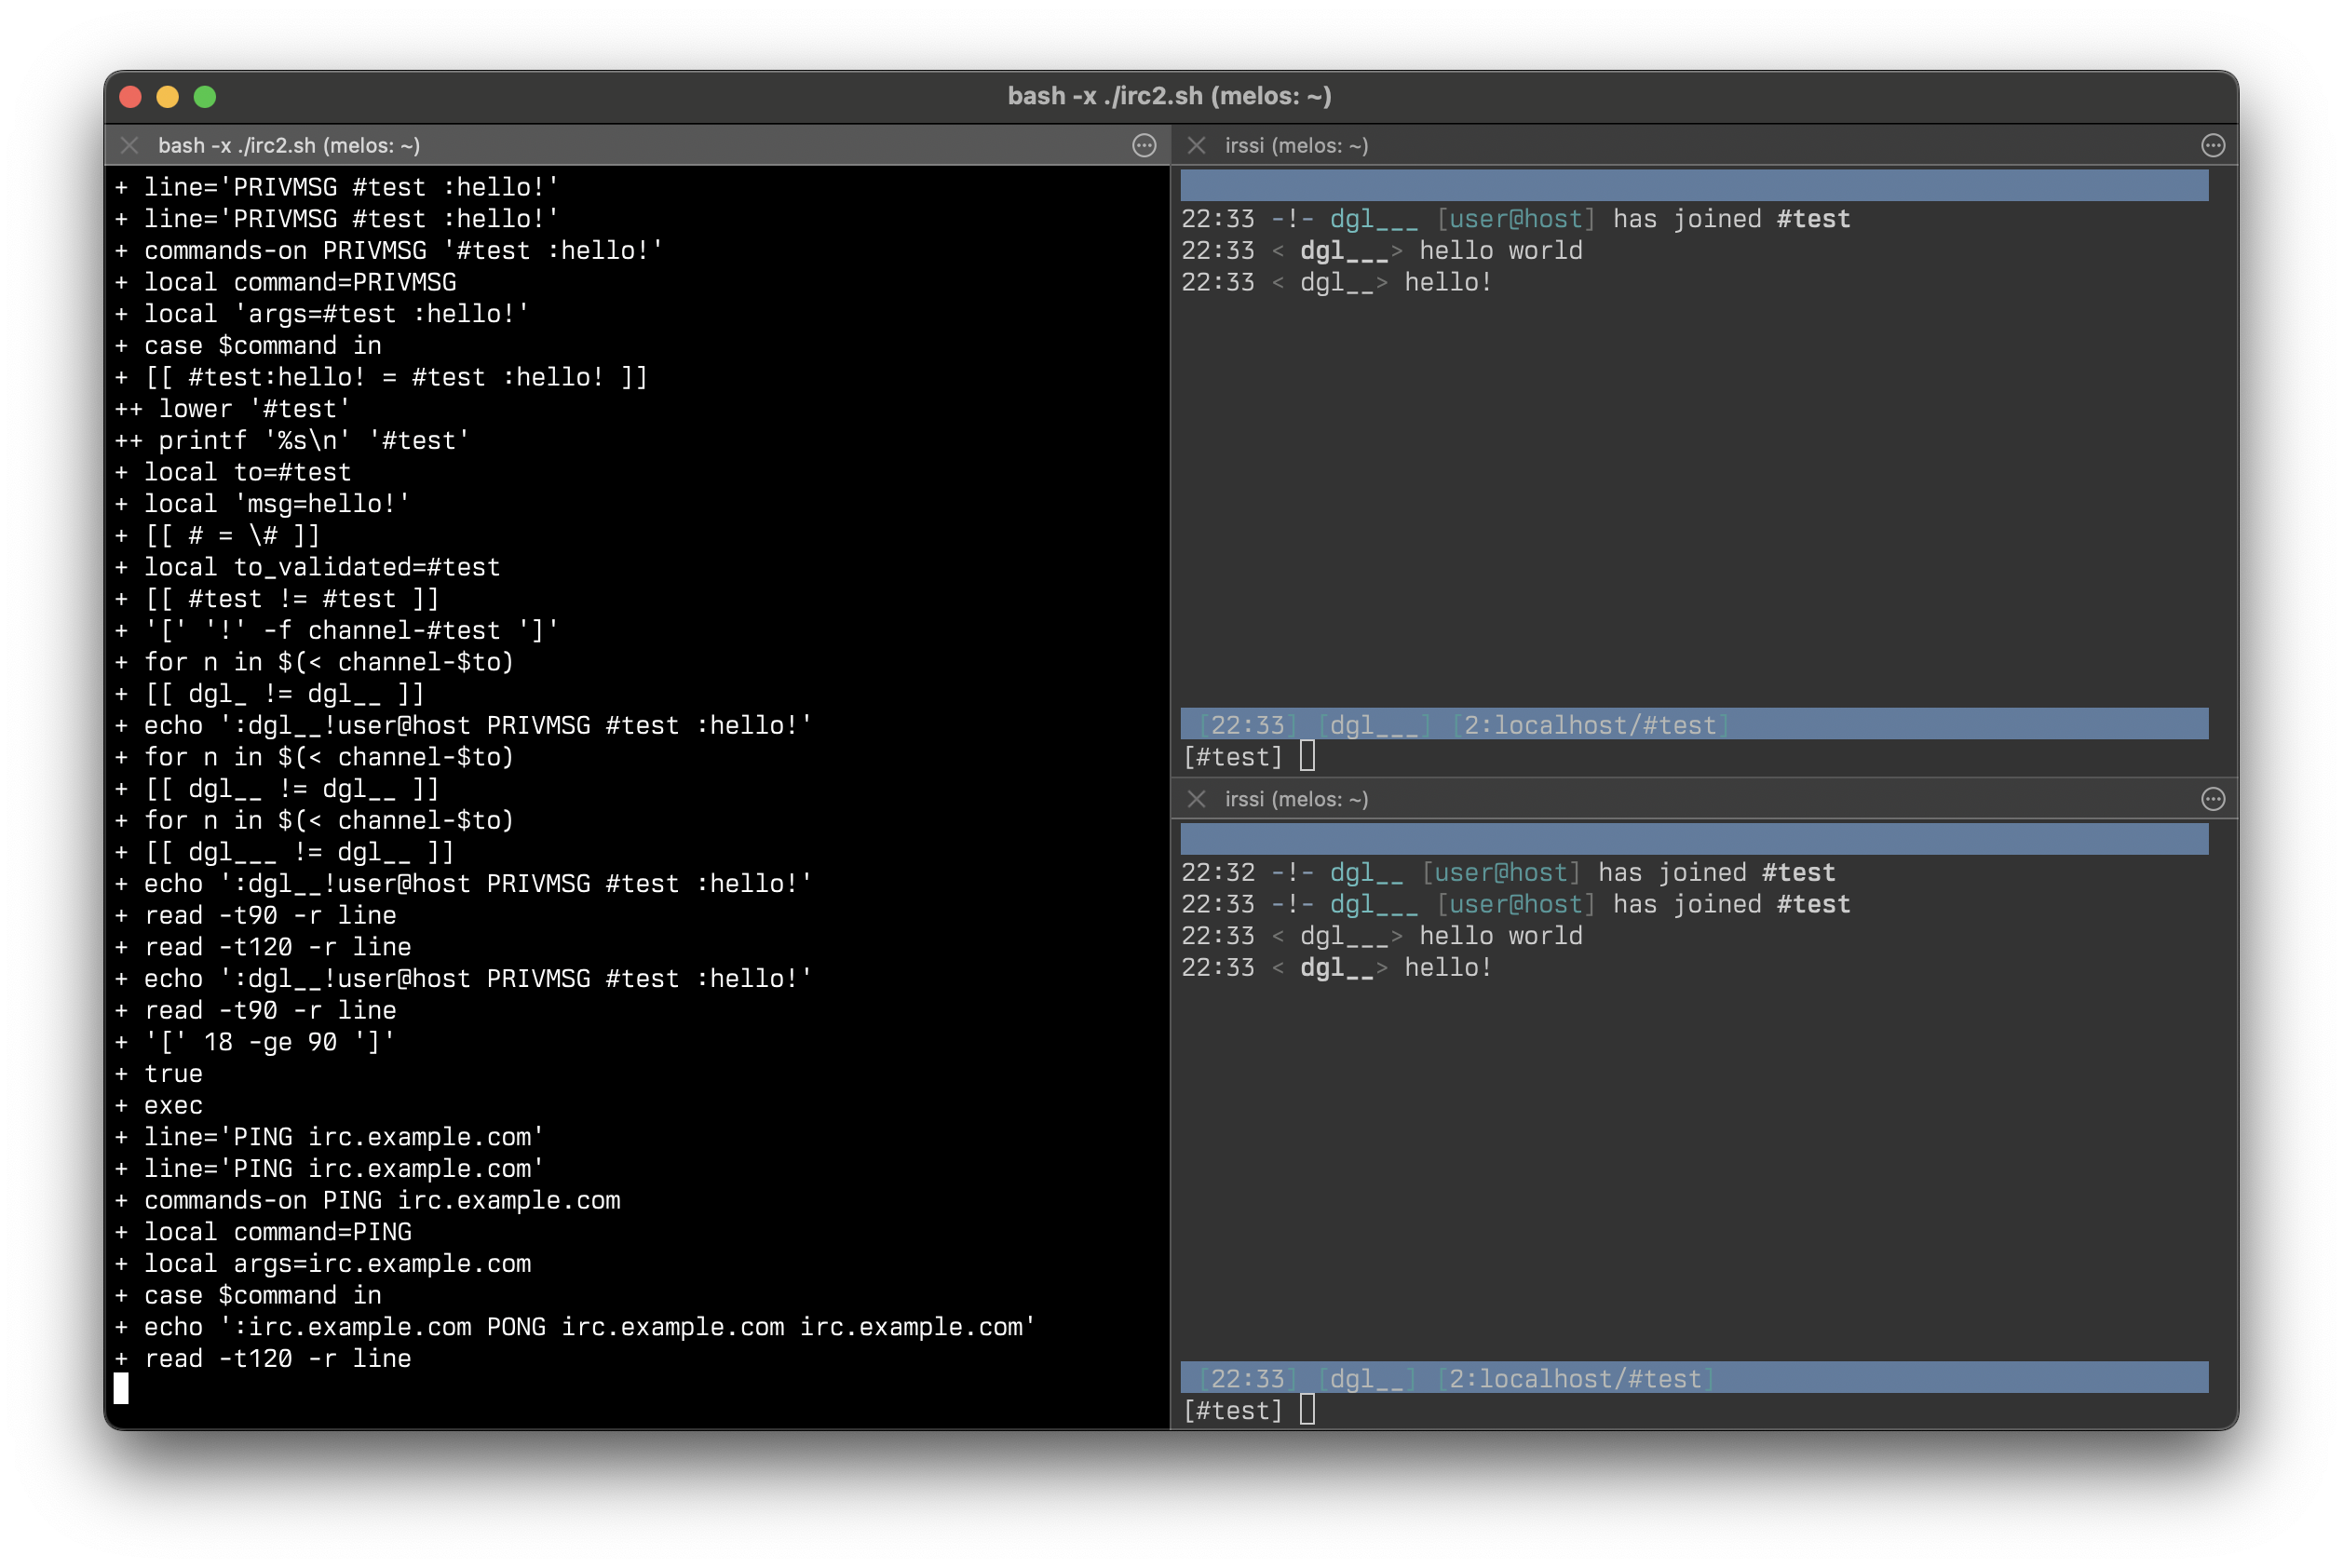 bash -x ./irc2.sh (melos: ~)
bash -x ./irc2.sh (melos: ~)
+ line='PRIVMSG #test :hello!'
+ line='PRIVMSG #test :hello!'
+ commands-on PRIVMSG '#test :hello!'
+ local command=PRIVMSG
+ local 'args=#test :hello!'
+ case $command in
+ [[ #test:hello! = #test :hello! ]]
++ lower '#test'
++ printf '%s\n' '#test'
+ local to=#test
+ local 'msg=hello!'
+ [[ # = \# ]]
+ local to_validated=#test
+ [[ #test != #test ]]
+ '[' '!' -f channel-#test ']'
+ for n in $(< channel-$to)
+ [[ dgl_ != dgl__ ]]
+ echo ':dgl__!user@host PRIVMSG #test :hello!'
+ for n in $(< channel-$to)
+ [[ dgl__ != dgl__ ]]
+ for n in $(< channel-$to)
+ [[ dgl___ != dgl__ ]]
+ echo ':dgl__!user@host PRIVMSG #test :hello!'
+ read -t90 -r line
+ read -t120 -r line
+ echo ':dgl__!user@host PRIVMSG #test :hello!'
+ read -t90 -r line
+ '[' 18 -ge 90 ']'
+ true
+ exec
+ line='PING irc.example.com'
+ line='PING irc.example.com'
+ commands-on PING irc.example.com
+ local command=PING
+ local args=irc.example.com
+ case $command in
+ echo ':irc.example.com PONG irc.example.com irc.example.com'
+ read -t120 -r line
irssi (melos: ~)
22:33 -!- dgl___ [user@host] has joined #test
22:33 < dgl___> hello world
22:33 < dgl__> hello!
[22:33] [dgl___] [2:localhost/#test]
[#test]
irssi (melos: ~)
22:32 -!- dgl__ [user@host] has joined #test
22:33 -!- dgl___ [user@host] has joined #test
22:33 < dgl___> hello world
22:33 < dgl__> hello!
[22:33] [dgl__] [2:localhost/#test]
[#test]